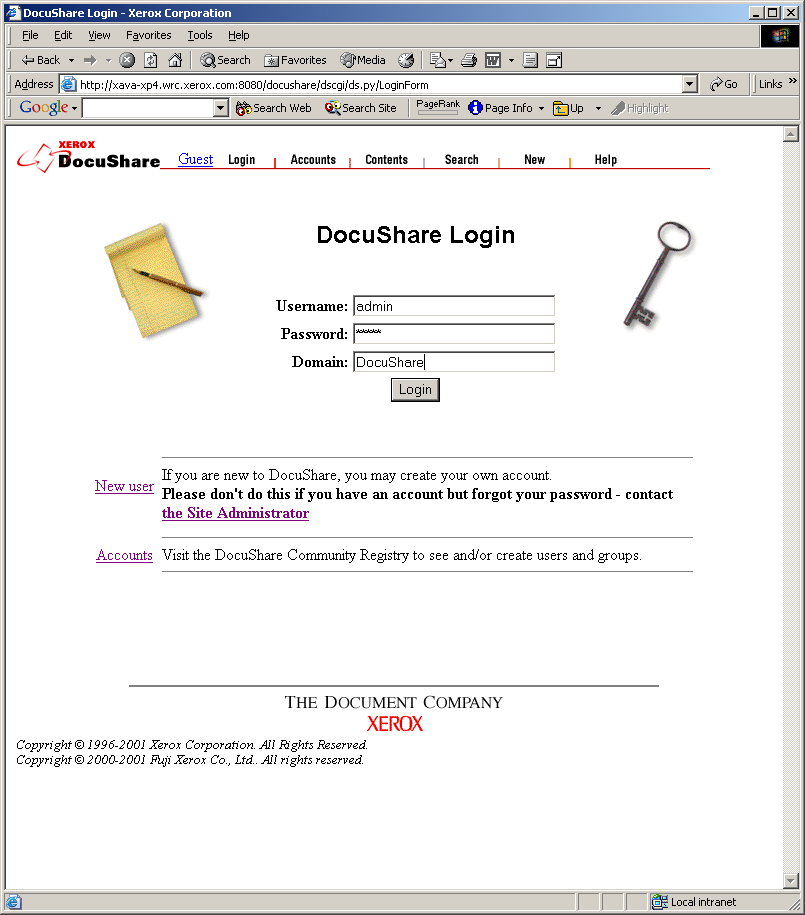 DocuShare Login - Xerox Corporation
File Edit View Favorites Tools Help
Back Search Favorites Media
Address http://xava-xp4.wrc.xerox.com:8080/docushare/dscgi/ds.py/LoginForm Go Links »
Google Search Web Search Site PageRank Page Info Up Highlight
XEROX
DocuShare Guest Login Accounts Contents Search New Help
DocuShare Login
Username: admin
Password: *****
Domain: DocuShare
Login
If you are new to DocuShare, you may create your own account.
New user Please don't do this if you have an account but forgot your password - contact
the Site Administrator
Accounts Visit the DocuShare Community Registry to see and/or create users and groups.
THE DOCUMENT COMPANY
XEROX
Copyright © 1996-2001 Xerox Corporation. All Rights Reserved.
Copyright © 2000-2001 Fuji Xerox Co., Ltd.. All rights reserved.
Local intranet